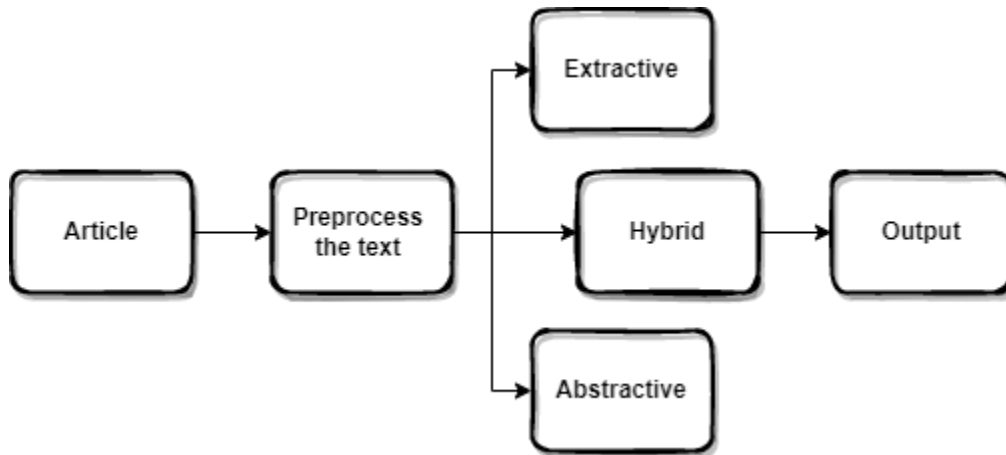 Extractive
Article
Preprocess
the text
Hybrid
Output
Abstractive